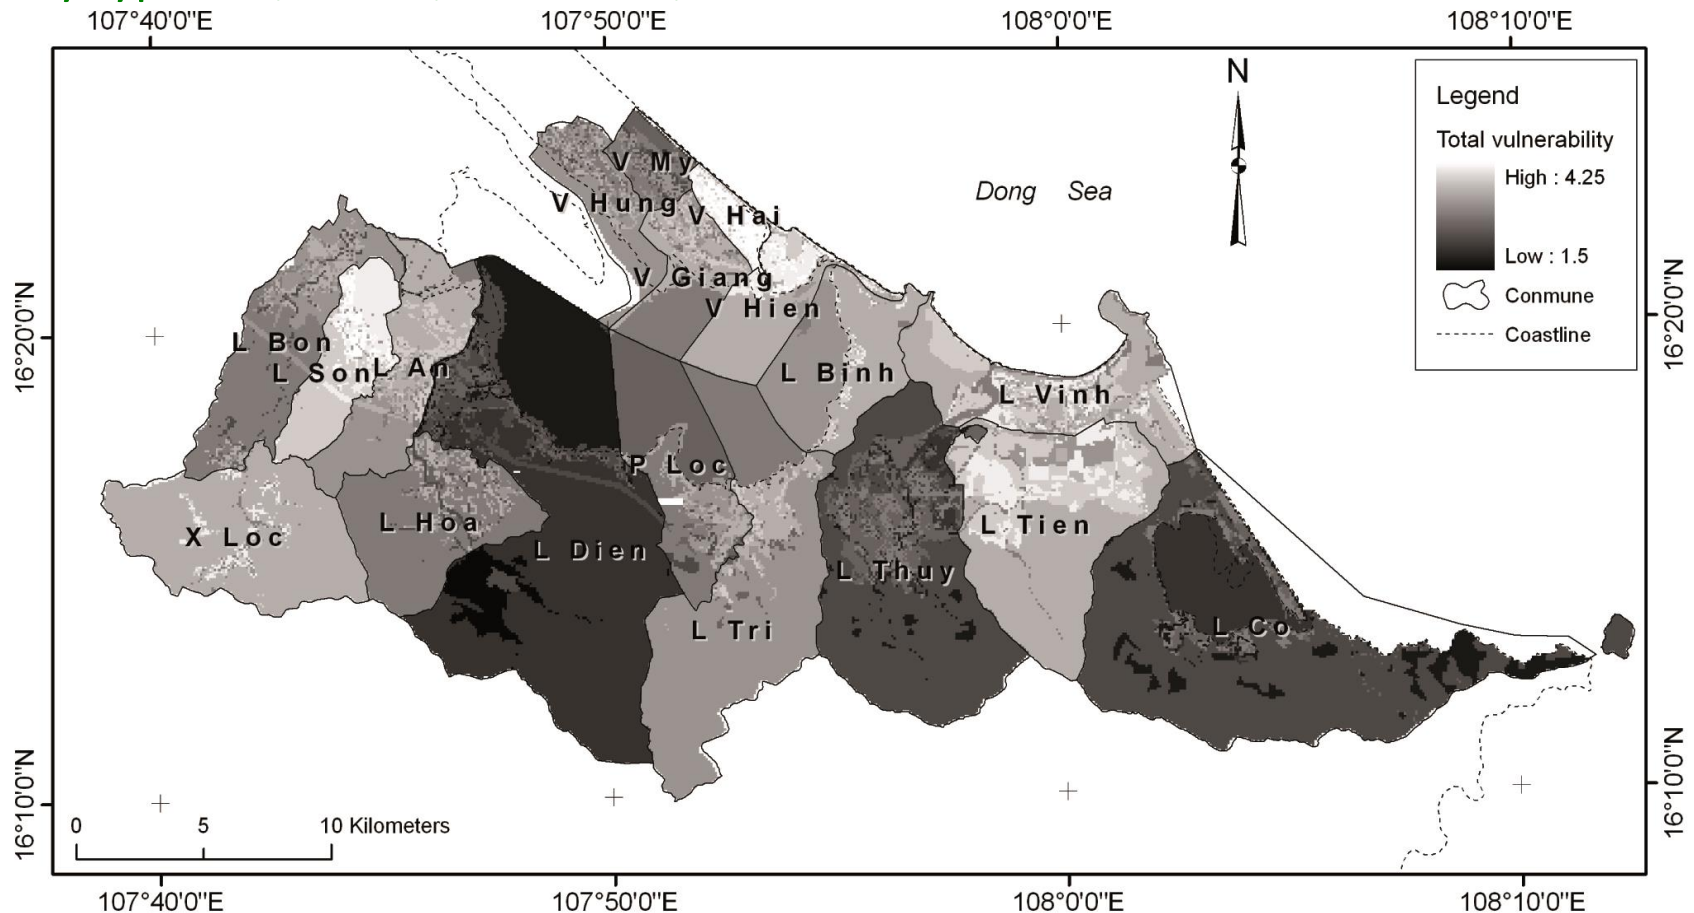 107°40'0"E 107°50'0"E 108°0'0"E 108°10'0"E
N
Legend
Total vulnerability
High : 4.25
Low : 1.5
Conmune
Coastline
Dong Sea
V My
V Hung
V Hai
V Giang
V Hien
16°20'0"N
16°20'0"N
L Bon
L Son
L An
L Binh
L Vinh
P Loc
X Loc
L Hoa
L Dien
L Tien
L Thuy
L Tri
L Co
16°10'0"N
16°10'0"N
0 5 10 Kilometers
107°40'0"E 107°50'0"E 108°0'0"E 108°10'0"E